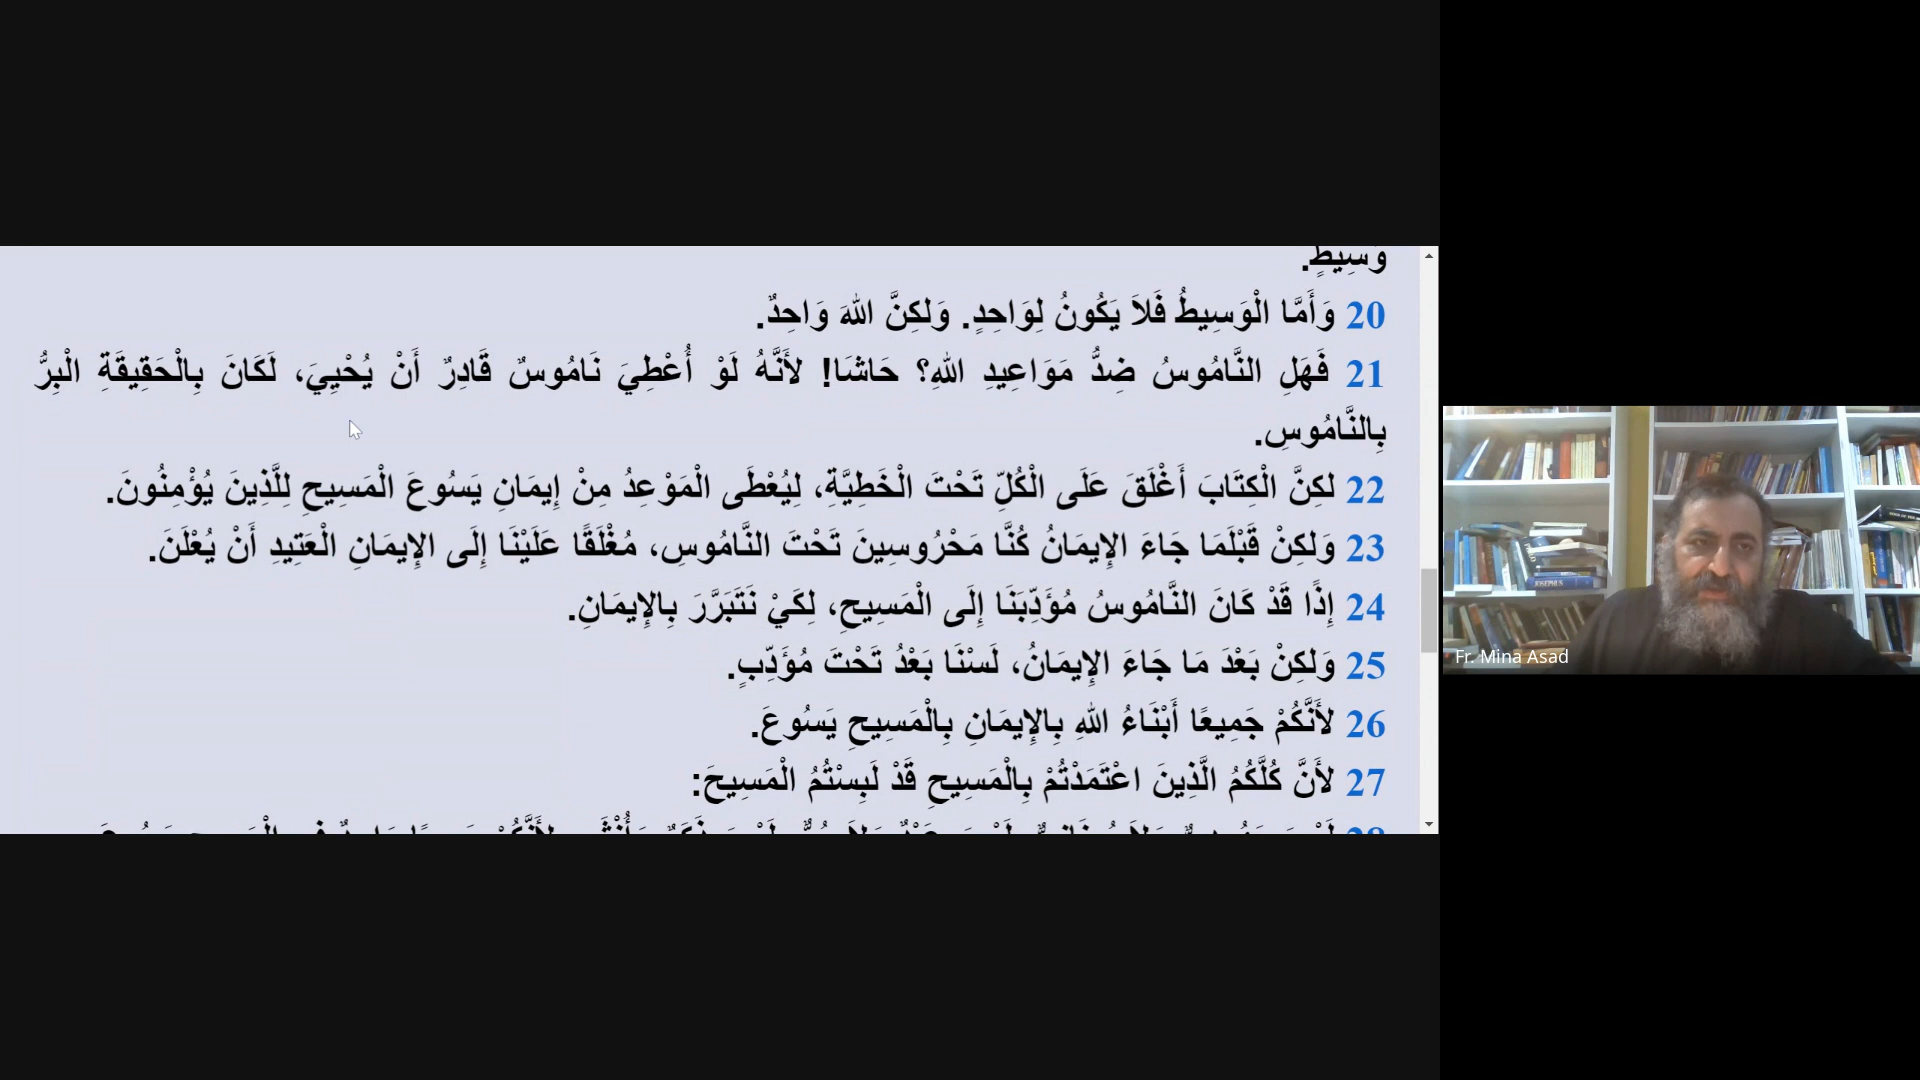 وَسِيطٍ.
20 وَأَمَّا الْوَسِيطُ فَلاَ يَكُونُ لِوَاحِدٍ. وَلكِنَّ اللهَ وَاحِدٌ.
21 فَهَلِ النَّامُوسُ ضِدُّ مَوَاعِيدِ اللهِ؟ حَاشَا! لأَنَّهُ لَوْ أُعْطِيَ نَامُوسٌ قَادِرٌ أَنْ يُحْيِيَ، لَكَانَ بِالْحَقِيقَةِ الْبِرُّ
بِالنَّامُوسِ.
22 لكِنَّ الْكِتَابَ أَغْلَقَ عَلَى الْكُلِّ تَحْتَ الْخَطِيَّةِ، لِيُعْطَى الْمَوْعِدُ مِنْ إِيمَانِ يَسُوعَ الْمَسِيحِ لِلَّذِينَ يُؤْمِنُونَ.
23 وَلكِنْ قَبْلَمَا جَاءَ الإِيمَانُ كُنَّا مَحْرُوسِينَ تَحْتَ النَّامُوسِ، مُغْلَقًا عَلَيْنَا إِلَى الإِيمَانِ الْعَتِيدِ أَنْ يُعْلَنَ.
24 إِذًا قَدْ كَانَ النَّامُوسُ مُؤَدِّبَنَا إِلَى الْمَسِيحِ، لِكَيْ نَتَبَرَّرَ بِالإِيمَانِ.
25 وَلكِنْ بَعْدَ مَا جَاءَ الإِيمَانُ، لَسْنَا بَعْدُ تَحْتَ مُؤَدِّبٍ.
26 لأَنَّكُمْ جَمِيعًا أَبْنَاءُ اللهِ بِالإِيمَانِ بِالْمَسِيحِ يَسُوعَ.
27 لأَنَّ كُلَّكُمُ الَّذِينَ اعْتَمَدْتُمْ بِالْمَسِيحِ قَدْ لَبِسْتُمُ الْمَسِيحَ:
Fr. Mina Asad
JOSEPHUS